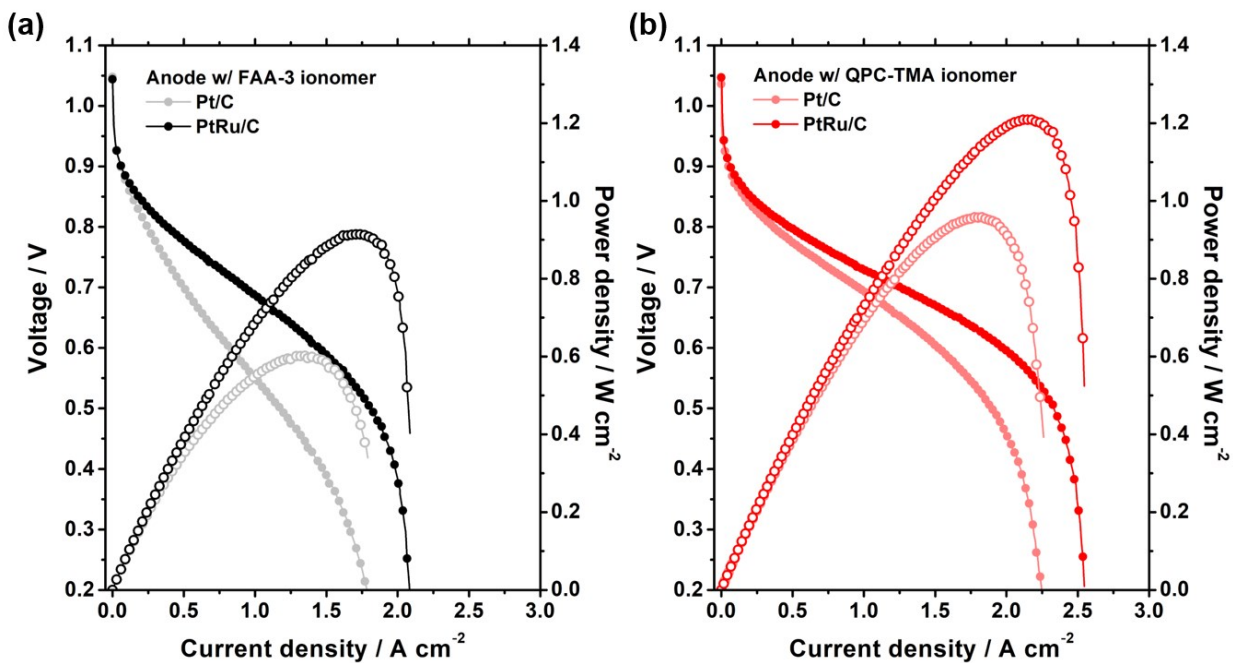 (a)
Anode w/ FAA-3 ionomer
Pt/C
PtRu/C
Voltage / V
1.1
1.0
0.9
0.8
0.7
0.6
0.5
0.4
0.3
0.2
Power density / W cm-2
1.4
1.2
1.0
0.8
0.6
0.4
0.2
0.0
0.0 0.5 1.0 1.5 2.0 2.5 3.0
Current density / A cm-2
(b)
Anode w/ QPC-TMA ionomer
Pt/C
PtRu/C
Voltage / V
1.1
1.0
0.9
0.8
0.7
0.6
0.5
0.4
0.3
0.2
Power density / W cm-2
1.4
1.2
1.0
0.8
0.6
0.4
0.2
0.0
0.0 0.5 1.0 1.5 2.0 2.5 3.0
Current density / A cm-2